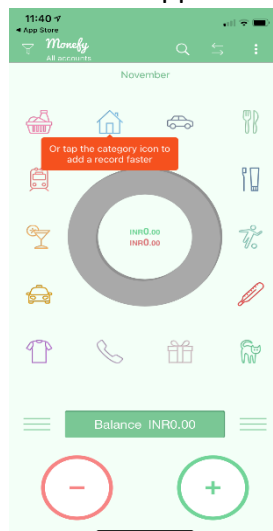 11:40
◀ App Store
Monefy
All accounts
November
Or tap the category icon to
add a record faster
INR0.00
INR0.00
Balance INR0.00